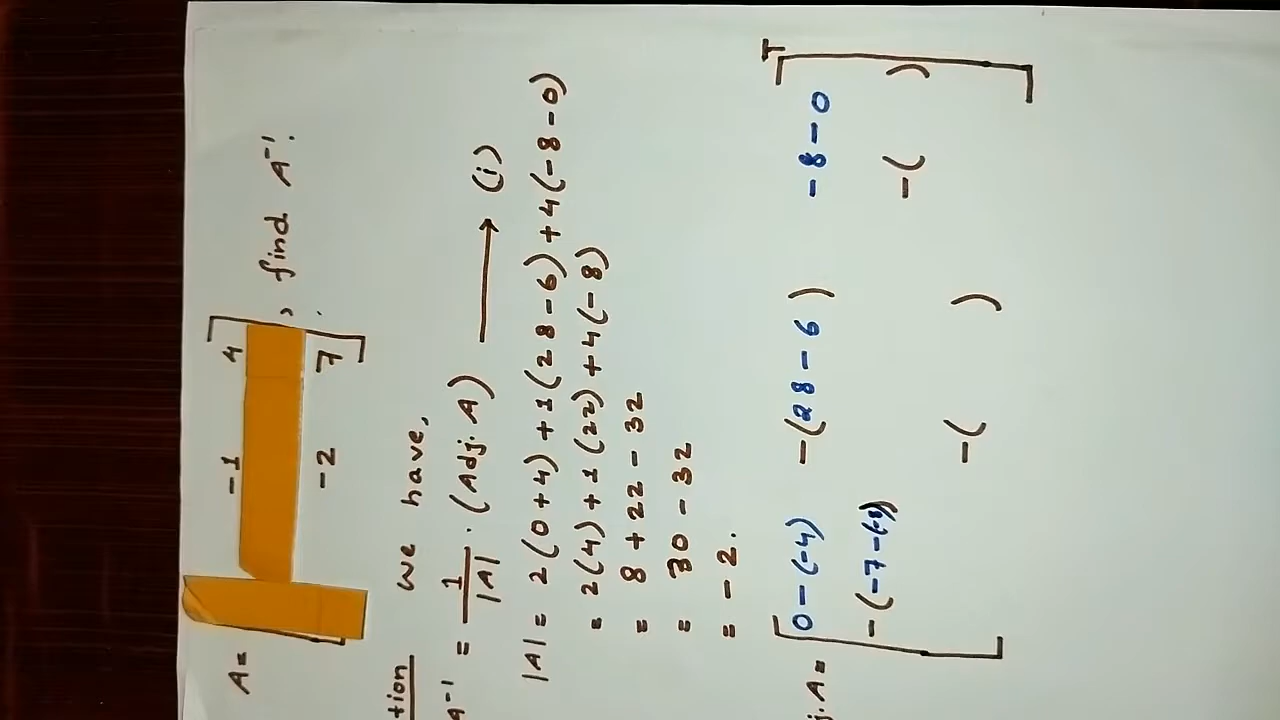 -1 4
A= , find A⁻¹.
-2 7
tion we have,
A⁻¹ = 1/|A| . (Adj. A) ⟶ (i)
|A| = 2(0+4)+1(28-6)+4(-8-0)
= 2(4)+1(22)+4(-8)
= 8+22-32
= 30-32
= -2.
j. A = [0-(-4) -(28-6) -8-0
-(-7-(-8) -( )
-( ) ]ᵀ